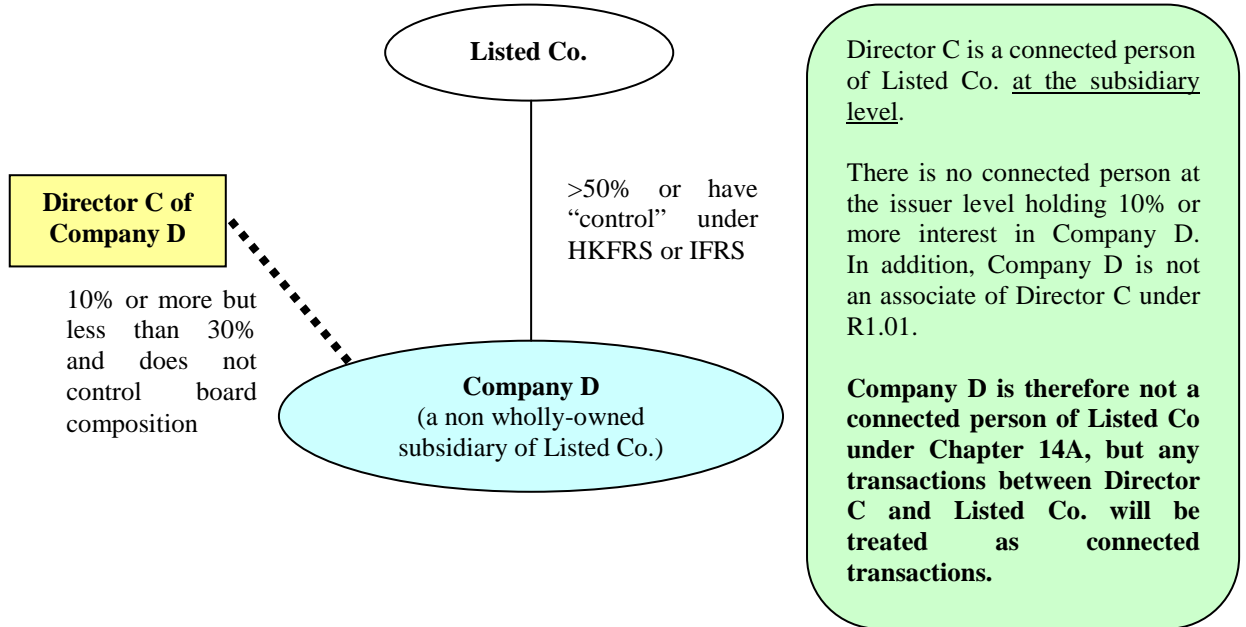 Listed Co.
Director C of
Company D
>50% or have
“control” under
HKFRS or IFRS
10% or more but
less than 30%
and does not
control board
composition
Company D
(a non wholly-owned
subsidiary of Listed Co.)
Director C is a connected person
of Listed Co. at the subsidiary
level.
There is no connected person at
the issuer level holding 10% or
more interest in Company D.
In addition, Company D is not
an associate of Director C under
R1.01.
Company D is therefore not a
connected person of Listed Co
under Chapter 14A, but any
transactions between Director
C and Listed Co. will be
treated as connected
transactions.